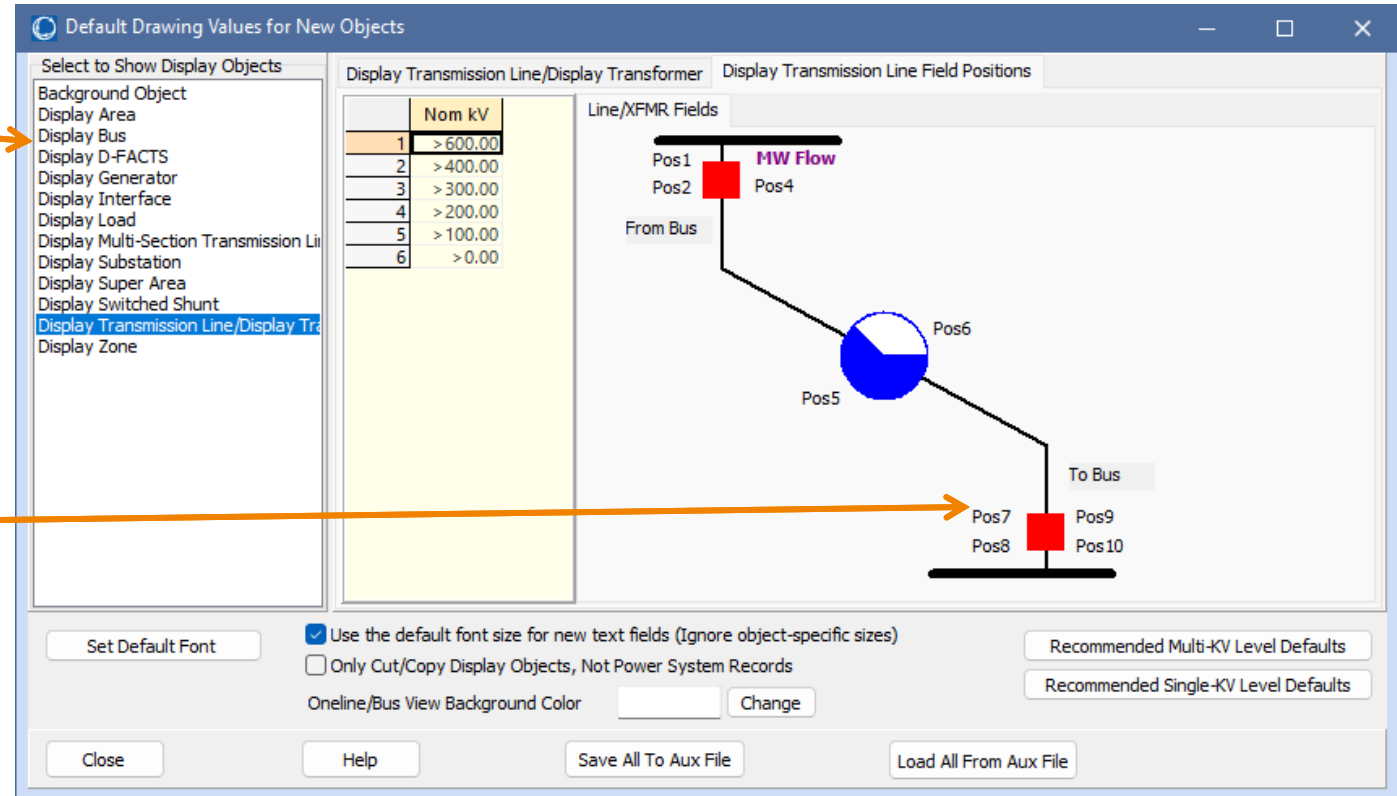 Default Drawing Values for New Objects
Select to Show Display Objects
Background Object
Display Area
Display Bus
Display D-FACTS
Display Generator
Display Interface
Display Load
Display Multi-Section Transmission Li
Display Substation
Display Super Area
Display Switched Shunt
Display Transmission Line/Display Tra
Display Zone
Display Transmission Line/Display Transformer
Display Transmission Line Field Positions
Nom kV
1 >600.00
2 >400.00
3 >300.00
4 >200.00
5 >100.00
6 >0.00
Line/XFMR Fields
Pos1 MW Flow
Pos2 Pos4
From Bus
Pos6
Pos5
To Bus
Pos7 Pos9
Pos8 Pos10
Set Default Font
Use the default font size for new text fields (Ignore object-specific sizes)
Only Cut/Copy Display Objects, Not Power System Records
Oneline/Bus View Background Color
Change
Recommended Multi-KV Level Defaults
Recommended Single-KV Level Defaults
Close
Help
Save All To Aux File
Load All From Aux File